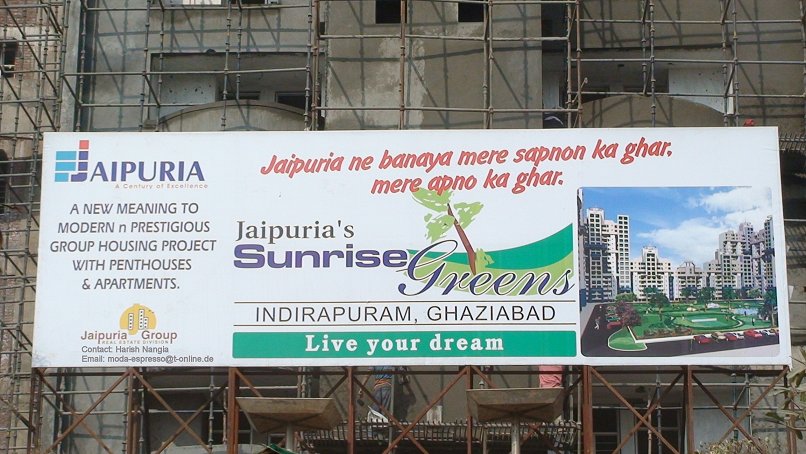 JAIPURIA
A Century of Excellence
A NEW MEANING TO
MODERN n PRESTIGIOUS
GROUP HOUSING PROJECT
WITH PENTHOUSES
& APARTMENTS.
Jaipuria Group
REAL ESTATE DIVISION
Contact: Harish Nangia
Email: moda-espresso@t-online.de
Jaipuria ne banaya mere sapnon ka ghar,
mere apno ka ghar.
Jaipuria's
Sunrise Greens
INDIRAPURAM, GHAZIABAD
Live your dream